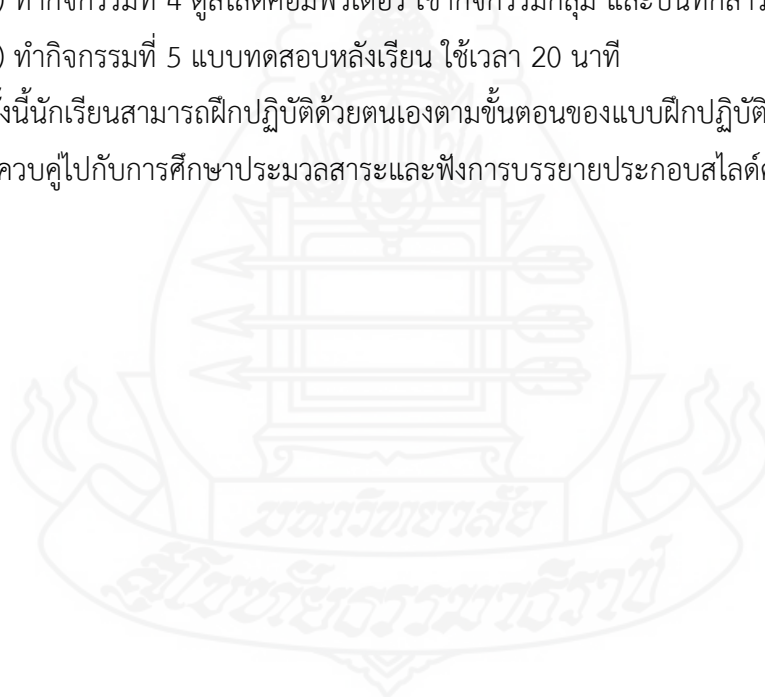 ) ทำกิจกรรมที่ 4 ดูสไลด์คอมพิวเตอร์ เข้ากิจกรรมกลุ่ม และบันทึกสาร
) ทำกิจกรรมที่ 5 แบบทดสอบหลังเรียน ใช้เวลา 20 นาที
งนี้นักเรียนสามารถฝึกปฏิบัติด้วยตนเองตามขั้นตอนของแบบฝึกปฏิบัติ
ควบคู่ไปกับการศึกษาประมวลสาระและฟังการบรรยายประกอบสไลด์
มหาวิทยาลัย
สุโขทัยธรรมาธิราช